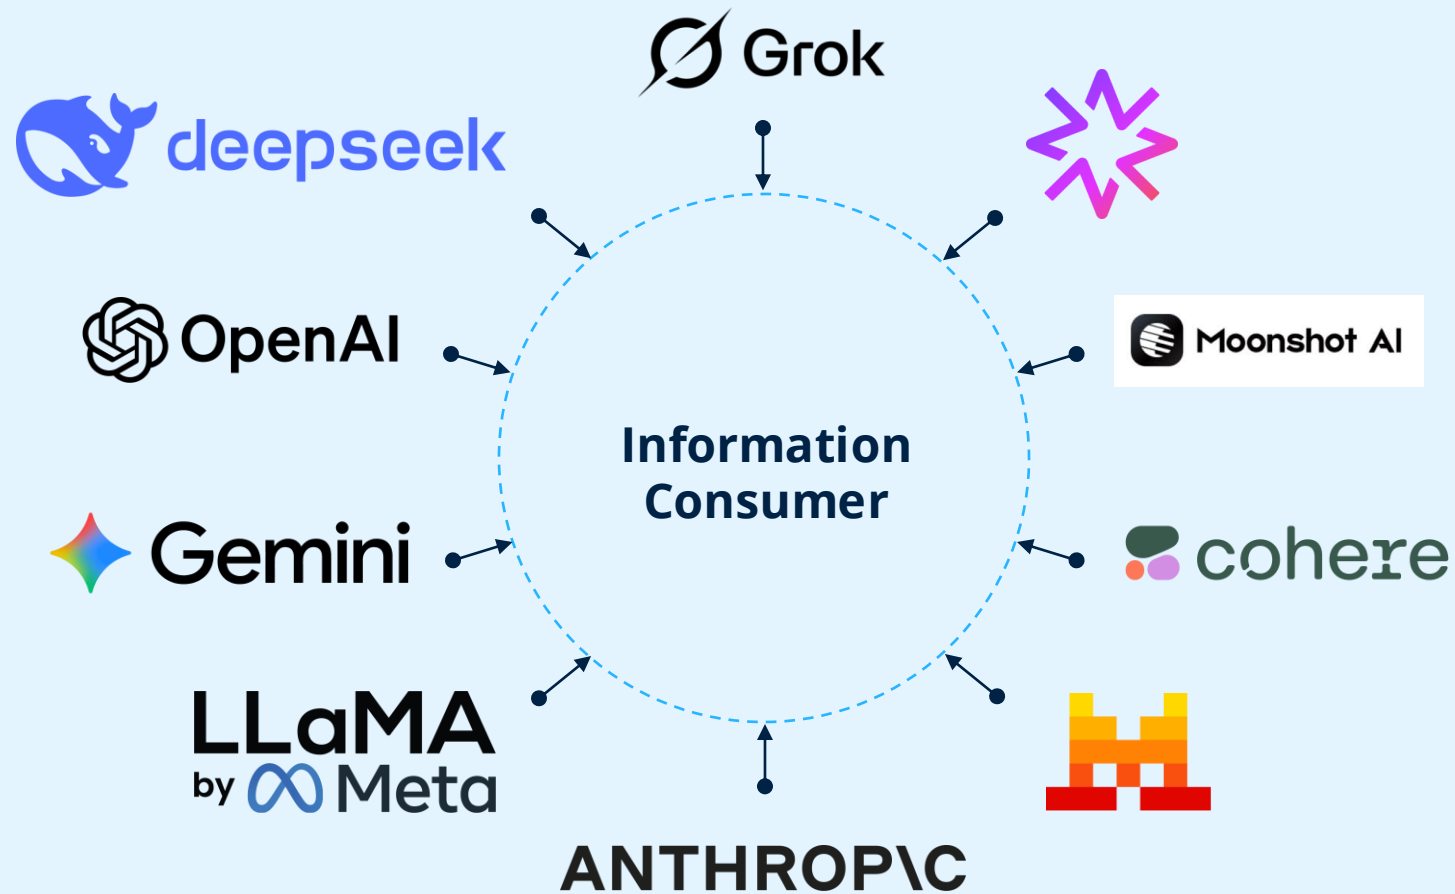 Grok
deepseek
OpenAI
Moonshot AI
Information
Consumer
Gemini
cohere
LLaMA
by Meta
ANTHROP\C